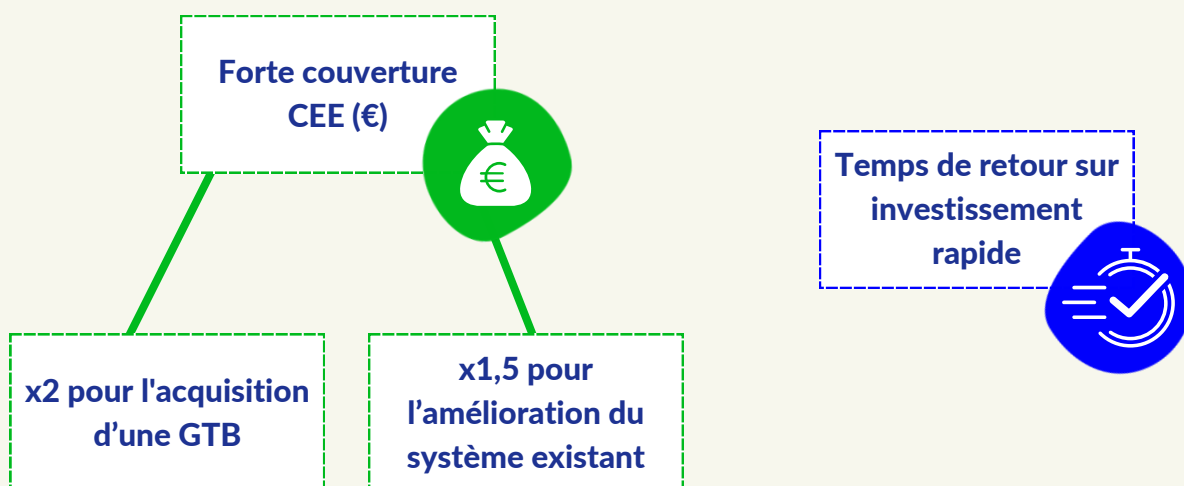 Forte couverture
CEE (€)
Temps de retour sur
investissement
rapide
x2 pour l'acquisition
d’une GTB
x1,5 pour
l’amélioration du
système existant